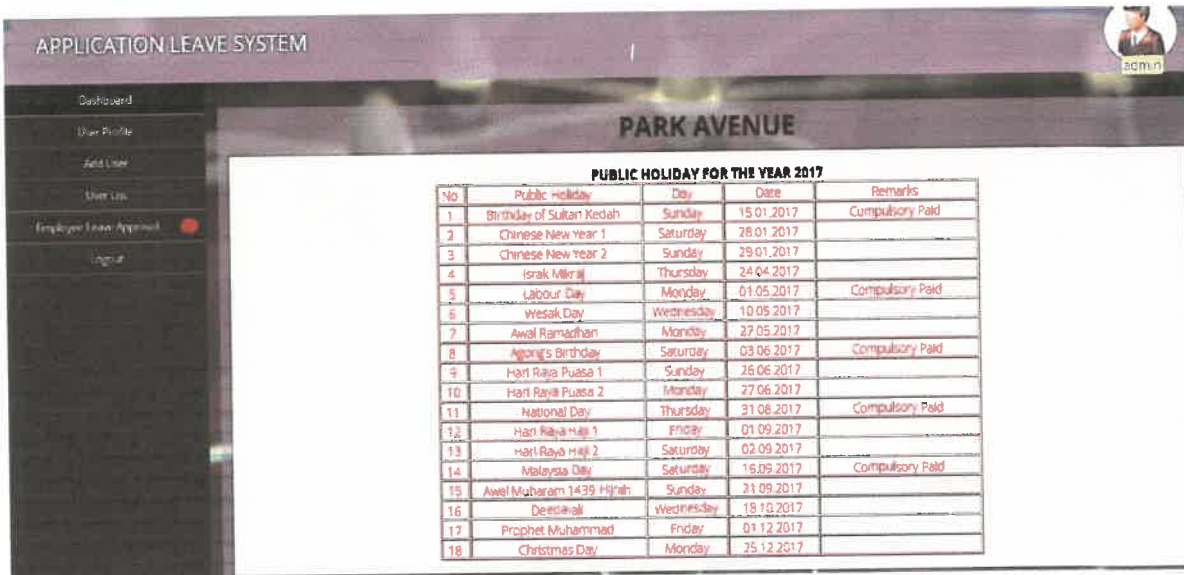 APPLICATION LEAVE SYSTEM
admin
Dashboard
User Profile
Add User
User List
Employee Leave Approval
Logout
PARK AVENUE
PUBLIC HOLIDAY FOR THE YEAR 2017
No Public Holiday Day Date Remarks
1 Birthday of Sultan Kedah Sunday 15.01.2017 Compulsory Paid
2 Chinese New Year 1 Saturday 28.01.2017
3 Chinese New Year 2 Sunday 29.01.2017
4 Israk Mikraj Thursday 24.04.2017
5 Labour Day Monday 01.05.2017 Compulsory Paid
6 Wesak Day Wednesday 10.05.2017
7 Awal Ramadhan Monday 27.05.2017
8 Agong's Birthday Saturday 03.06.2017 Compulsory Paid
9 Hari Raya Puasa 1 Sunday 26.06.2017
10 Hari Raya Puasa 2 Monday 27.06.2017
11 National Day Thursday 31.08.2017 Compulsory Paid
12 Hari Raya Haji 1 Friday 01.09.2017
13 Hari Raya Haji 2 Saturday 02.09.2017
14 Malaysia Day Saturday 16.09.2017 Compulsory Paid
15 Awal Muharam 1439 Hijrah Sunday 21.09.2017
16 Deepavali Wednesday 18.10.2017
17 Prophet Muhammad Friday 01.12.2017
18 Christmas Day Monday 25.12.2017